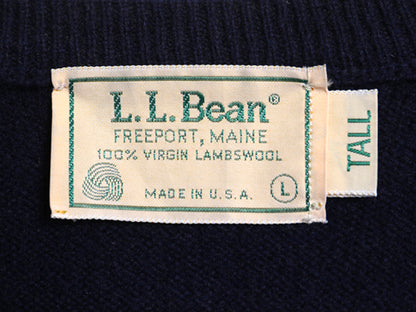 L.L.Bean®
FREEPORT, MAINE
100% VIRGIN LAMBSWOOL
MADE IN U.S.A.
L
TALL